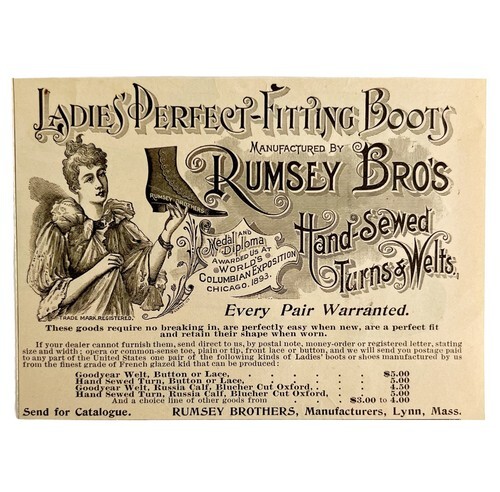 LADIES' PERFECT-FITTING BOOTS
MANUFACTURED BY
RUMSEY BRO'S
RUMSEY BROTHERS.
Medal AND Diploma
AWARDED US AT
WORLD'S
COLUMBIAN EXPOSITION
CHICAGO. 1893.
Hand-Sewed
Turns & Welts.
TRADE MARK REGISTERED.
Every Pair Warranted.
These goods require no breaking in, are perfectly easy when new, are a perfect fit
and retain their shape when worn.
If your dealer cannot furnish them, send direct to us, by postal note, money-order or registered letter, stating
size and width; opera or common-sense toe, plain or tip, front lace or button, and we will send you postage paid
to any part of the United States one pair of the following kinds of Ladies' boots or shoes manufactured by us
from the finest grade of French glazed kid that can be produced:
Goodyear Welt, Button or Lace, . . . . $5.00
Hand Sewed Turn, Button or Lace, . . . . 5.00
Goodyear Welt, Russia Calf, Blucher Cut Oxford, . . . . 4.50
Hand Sewed Turn, Russia Calf, Blucher Cut Oxford, . . . . 5.00
And a choice line of other goods from . . $3.00 to 4.00
Send for Catalogue. RUMSEY BROTHERS, Manufacturers, Lynn, Mass.